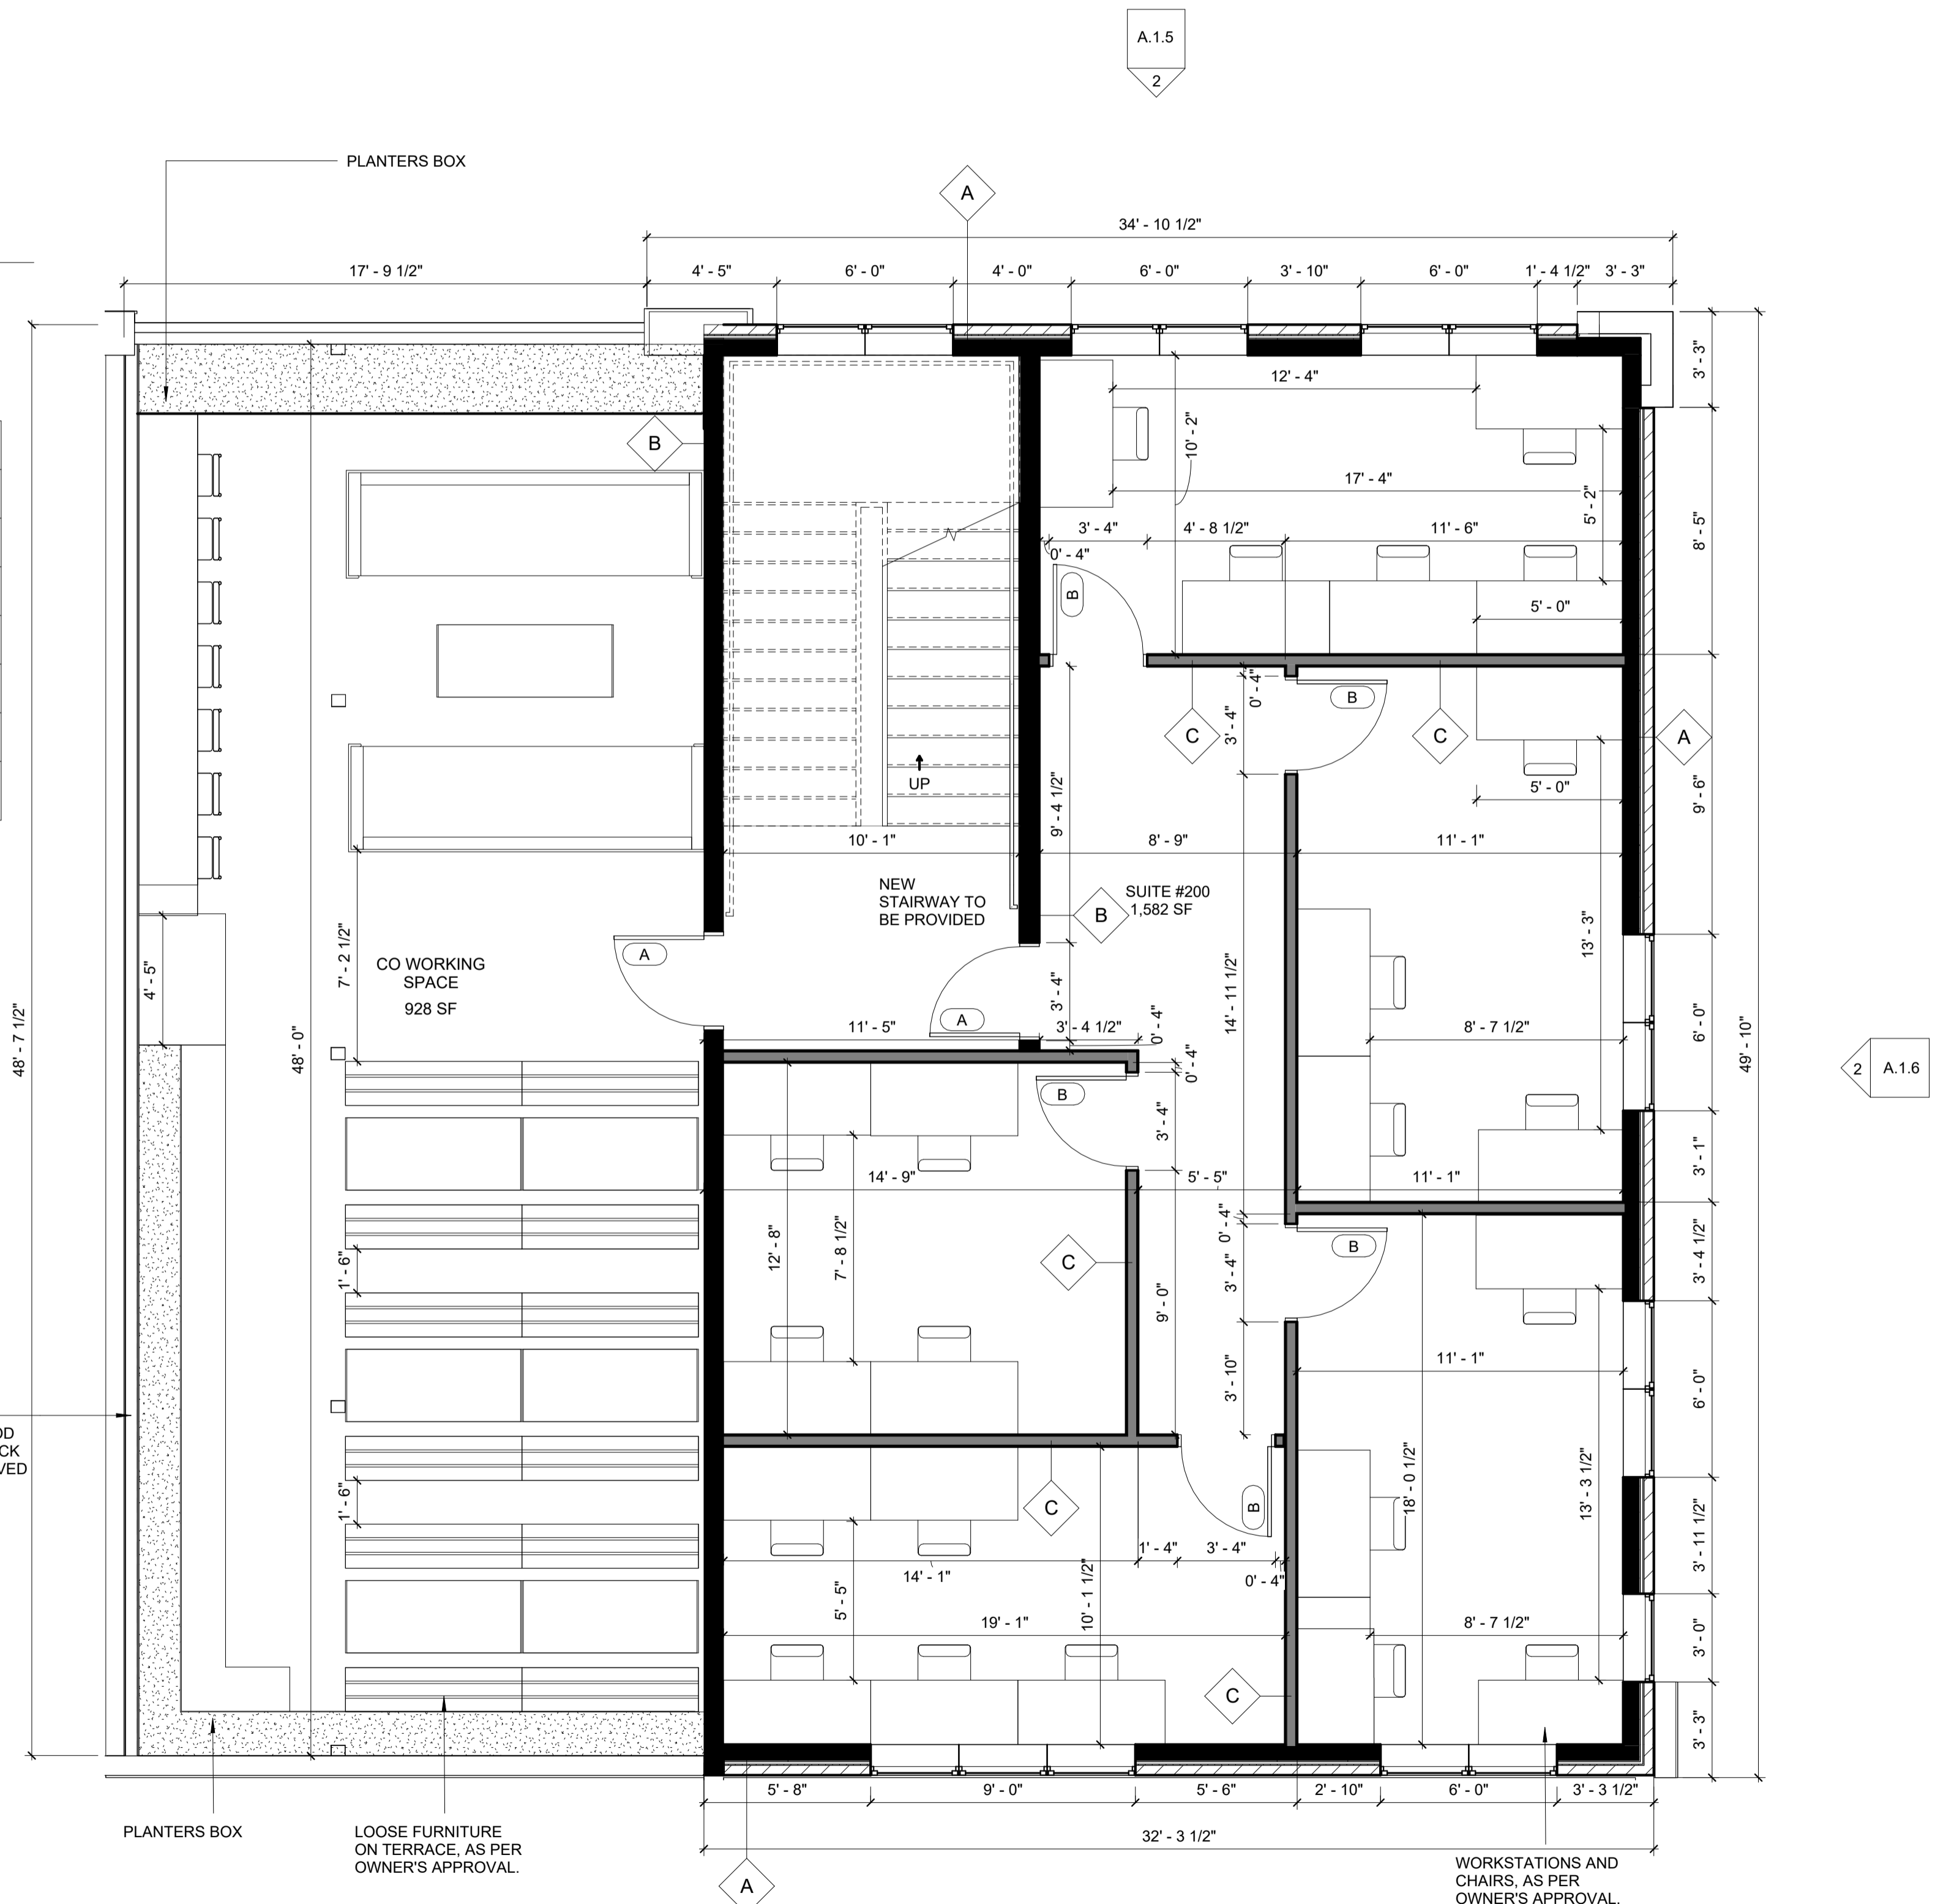 A.1.5
2
PLANTERS BOX
A
34' - 10 1/2"
17' - 9 1/2"
4' - 5"
6' - 0"
4' - 0"
6' - 0"
3' - 10"
6' - 0"
1' - 4 1/2"
3' - 3"
3' - 3"
12' - 4"
10' - 2"
B
17' - 4"
5' - 2"
8' - 5"
3' - 4"
4' - 8 1/2"
11' - 6"
0' - 4"
B
5' - 0"
0' - 4"
B
3' - 4"
C
C
A
UP
9' - 4 1/2"
5' - 0"
9' - 6"
10' - 1"
8' - 9"
11' - 1"
NEW
STAIRWAY TO
BE PROVIDED
SUITE #200
1,582 SF
B
13' - 3"
7' - 2 1/2"
4' - 5"
CO WORKING
SPACE
928 SF
A
A
3' - 4"
14' - 11 1/2"
48' - 7 1/2"
48' - 0"
11' - 5"
3' - 4 1/2"
0' - 4"
8' - 7 1/2"
6' - 0"
49' - 10"
2
A.1.6
0' - 4"
B
3' - 4"
3' - 1"
14' - 9"
5' - 5"
11' - 1"
12' - 8"
7' - 8 1/2"
C
0' - 4"
3' - 4"
B
3' - 4 1/2"
1' - 6"
9' - 0"
3' - 10"
11' - 1"
6' - 0"
OD
CK
VED
1' - 6"
C
B
18' - 0 1/2"
13' - 3 1/2"
3' - 11 1/2"
1' - 4"
3' - 4"
0' - 4"
14' - 1"
5' - 5"
10' - 1 1/2"
19' - 1"
8' - 7 1/2"
3' - 0"
C
3' - 3"
5' - 8"
9' - 0"
5' - 6"
2' - 10"
6' - 0"
3' - 3 1/2"
32' - 3 1/2"
PLANTERS BOX
LOOSE FURNITURE
ON TERRACE, AS PER
OWNER'S APPROVAL.
A
WORKSTATIONS AND
CHAIRS, AS PER
OWNER'S APPROVAL.